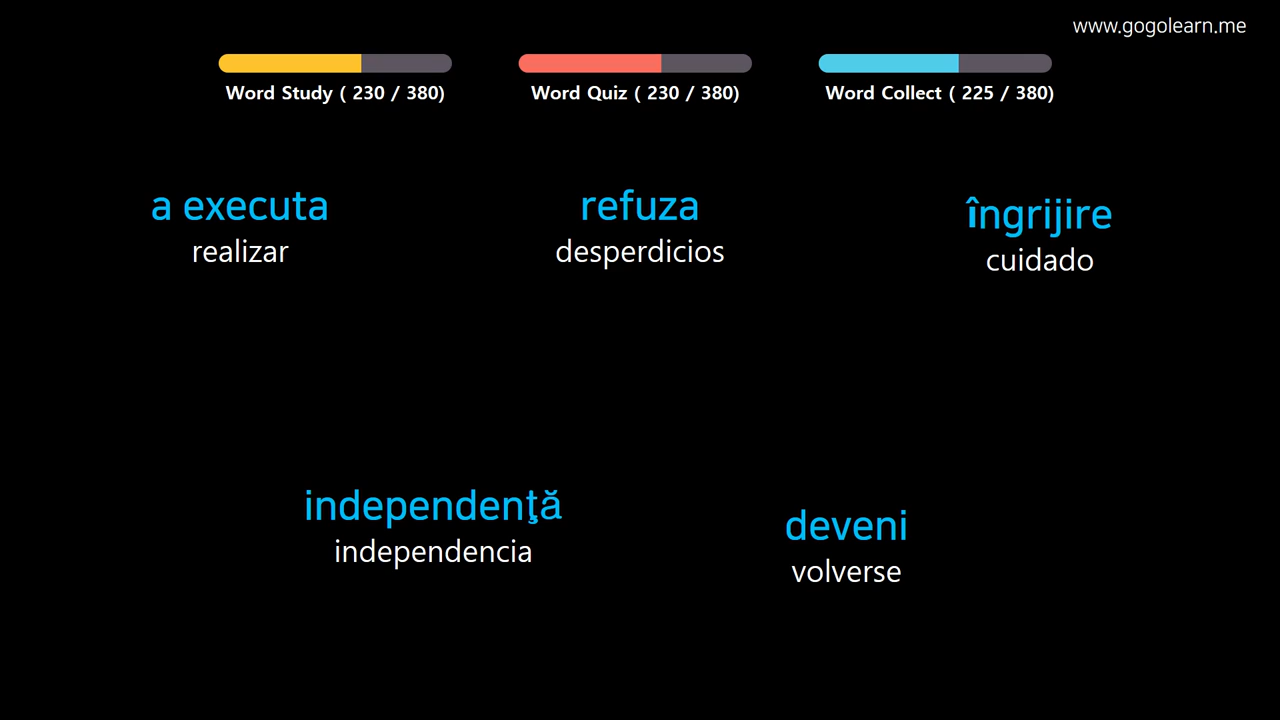 www.gogolearn.me
Word Study ( 230 / 380)
Word Quiz ( 230 / 380)
Word Collect ( 225 / 380)
a executa
realizar
refuza
desperdicios
îngrijire
cuidado
independenţă
independencia
deveni
volverse